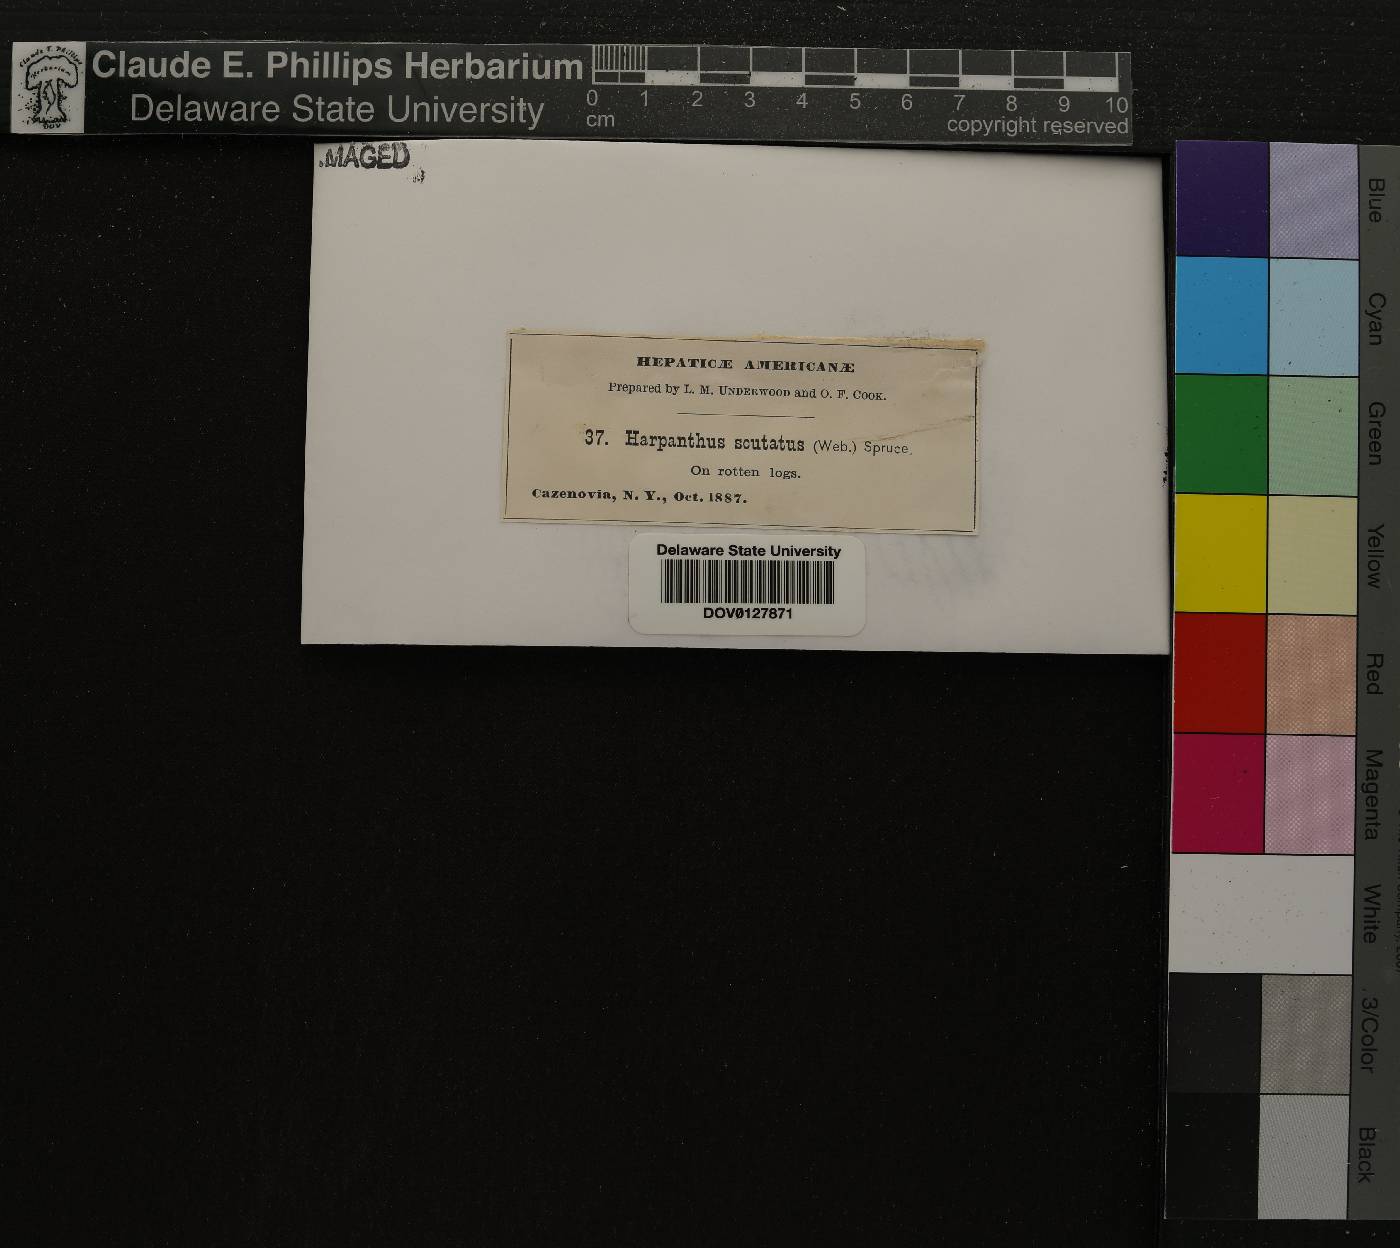 Claude E. Phillips Herbarium
Delaware State University
0 1 2 3 4 5 6 7 8 9 10
cm
copyright reserved
.MAGED
HEPATICÆ AMERICANÆ
Prepared by L. M. UNDERWOOD and O. F. COOK.
37. Harpanthus scutatus (Web.) Spruce.
On rotten logs.
Cazenovia, N. Y., Oct. 1887.
Delaware State University
DOV0127871
Blue
Cyan
Green
Yellow
Red
Magenta
White
3/Color
Black